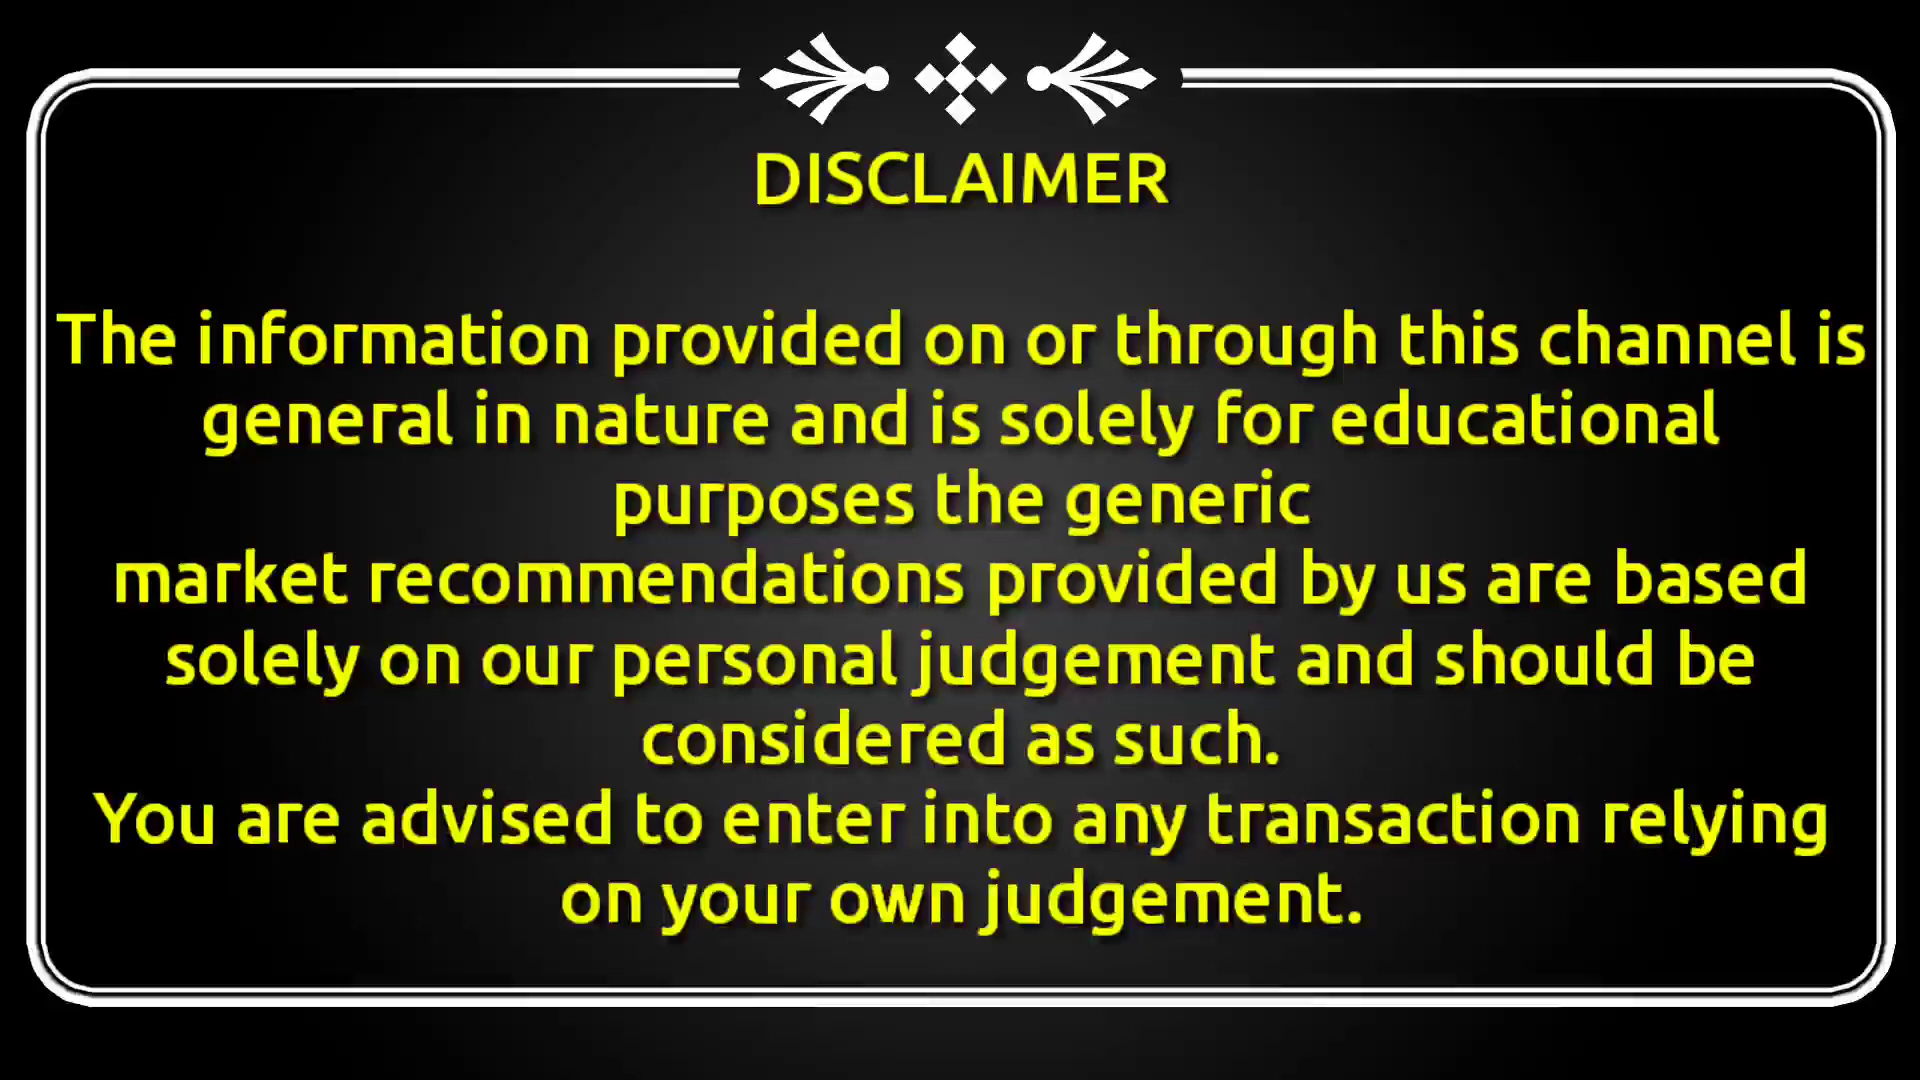 DISCLAIMER
The information provided on or through this channel is
general in nature and is solely for educational
purposes the generic
market recommendations provided by us are based
solely on our personal judgement and should be
considered as such.
You are advised to enter into any transaction relying
on your own judgement.